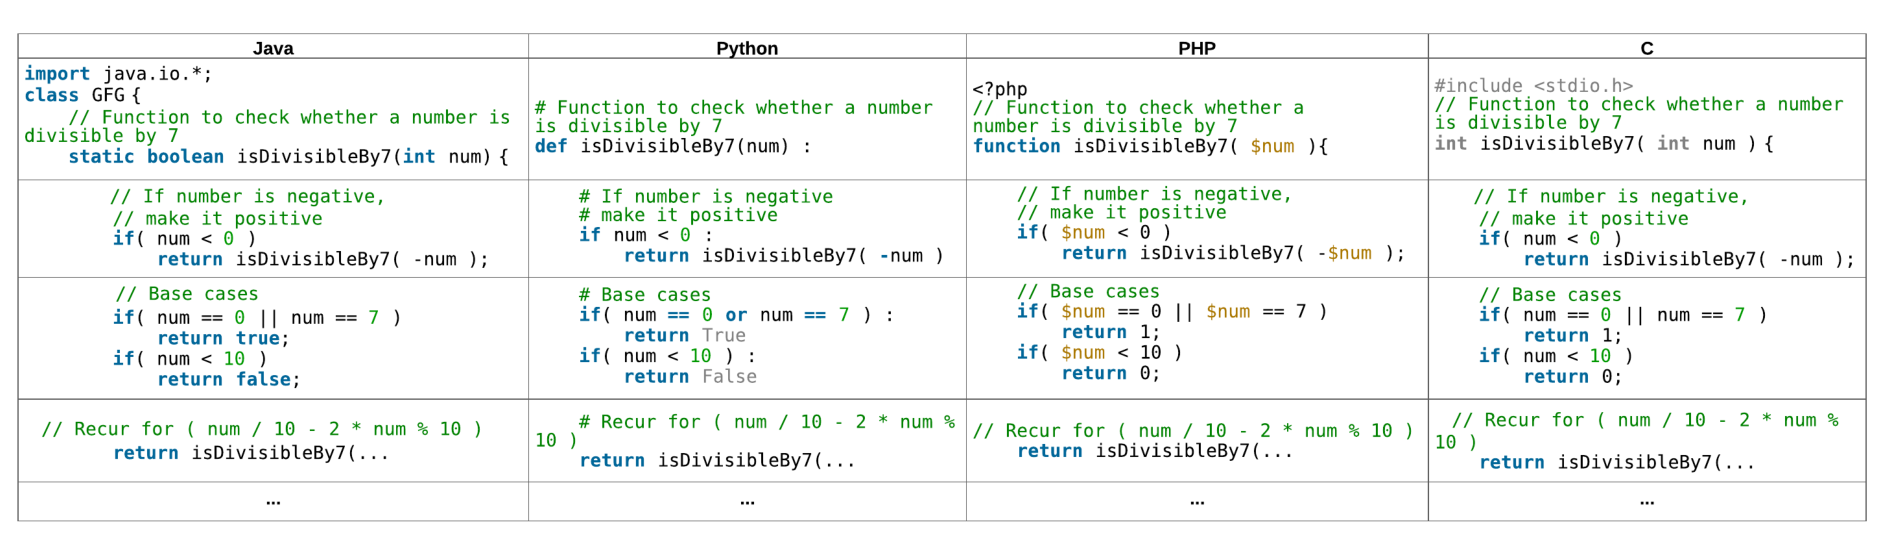 Java
Python
PHP
C
import java.io.*;
class GFG {
// Function to check whether a number is
divisible by 7
static boolean isDivisibleBy7(int num) {
# Function to check whether a number
is divisible by 7
def isDivisibleBy7(num) :
<?php
// Function to check whether a
number is divisible by 7
function isDivisibleBy7( $num ){
#include <stdio.h>
// Function to check whether a number
is divisible by 7
int isDivisibleBy7( int num ) {
// If number is negative,
// make it positive
if( num < 0 )
return isDivisibleBy7( -num );
# If number is negative
# make it positive
if num < 0 :
return isDivisibleBy7( -num )
// If number is negative,
// make it positive
if( $num < 0 )
return isDivisibleBy7( -$num );
// If number is negative,
// make it positive
if( num < 0 )
return isDivisibleBy7( -num );
// Base cases
if( num == 0 || num == 7 )
return true;
if( num < 10 )
return false;
# Base cases
if( num == 0 or num == 7 ) :
return True
if( num < 10 ) :
return False
// Base cases
if( $num == 0 || $num == 7 )
return 1;
if( $num < 10 )
return 0;
// Base cases
if( num == 0 || num == 7 )
return 1;
if( num < 10 )
return 0;
// Recur for ( num / 10 - 2 * num % 10 )
return isDivisibleBy7(...
# Recur for ( num / 10 - 2 * num %
10 )
return isDivisibleBy7(...
// Recur for ( num / 10 - 2 * num % 10 )
return isDivisibleBy7(...
// Recur for ( num / 10 - 2 * num %
10 )
return isDivisibleBy7(...
...
...
...
...